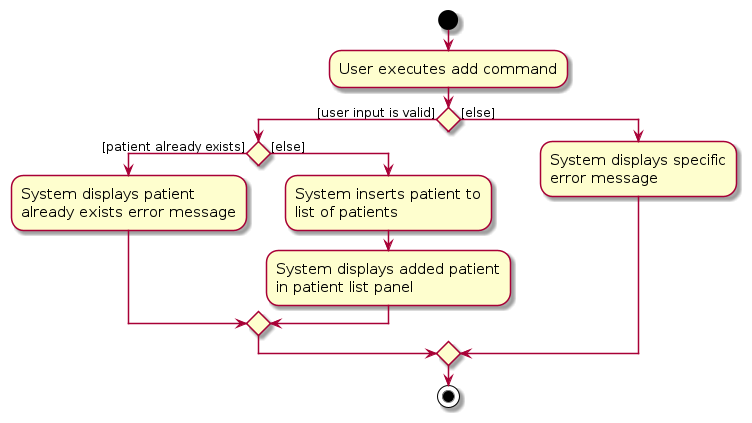 User executes add command
[user input is valid]
[else]
[patient already exists]
[else]
System displays specific
error message
System displays patient
already exists error message
System inserts patient to
list of patients
System displays added patient
in patient list panel